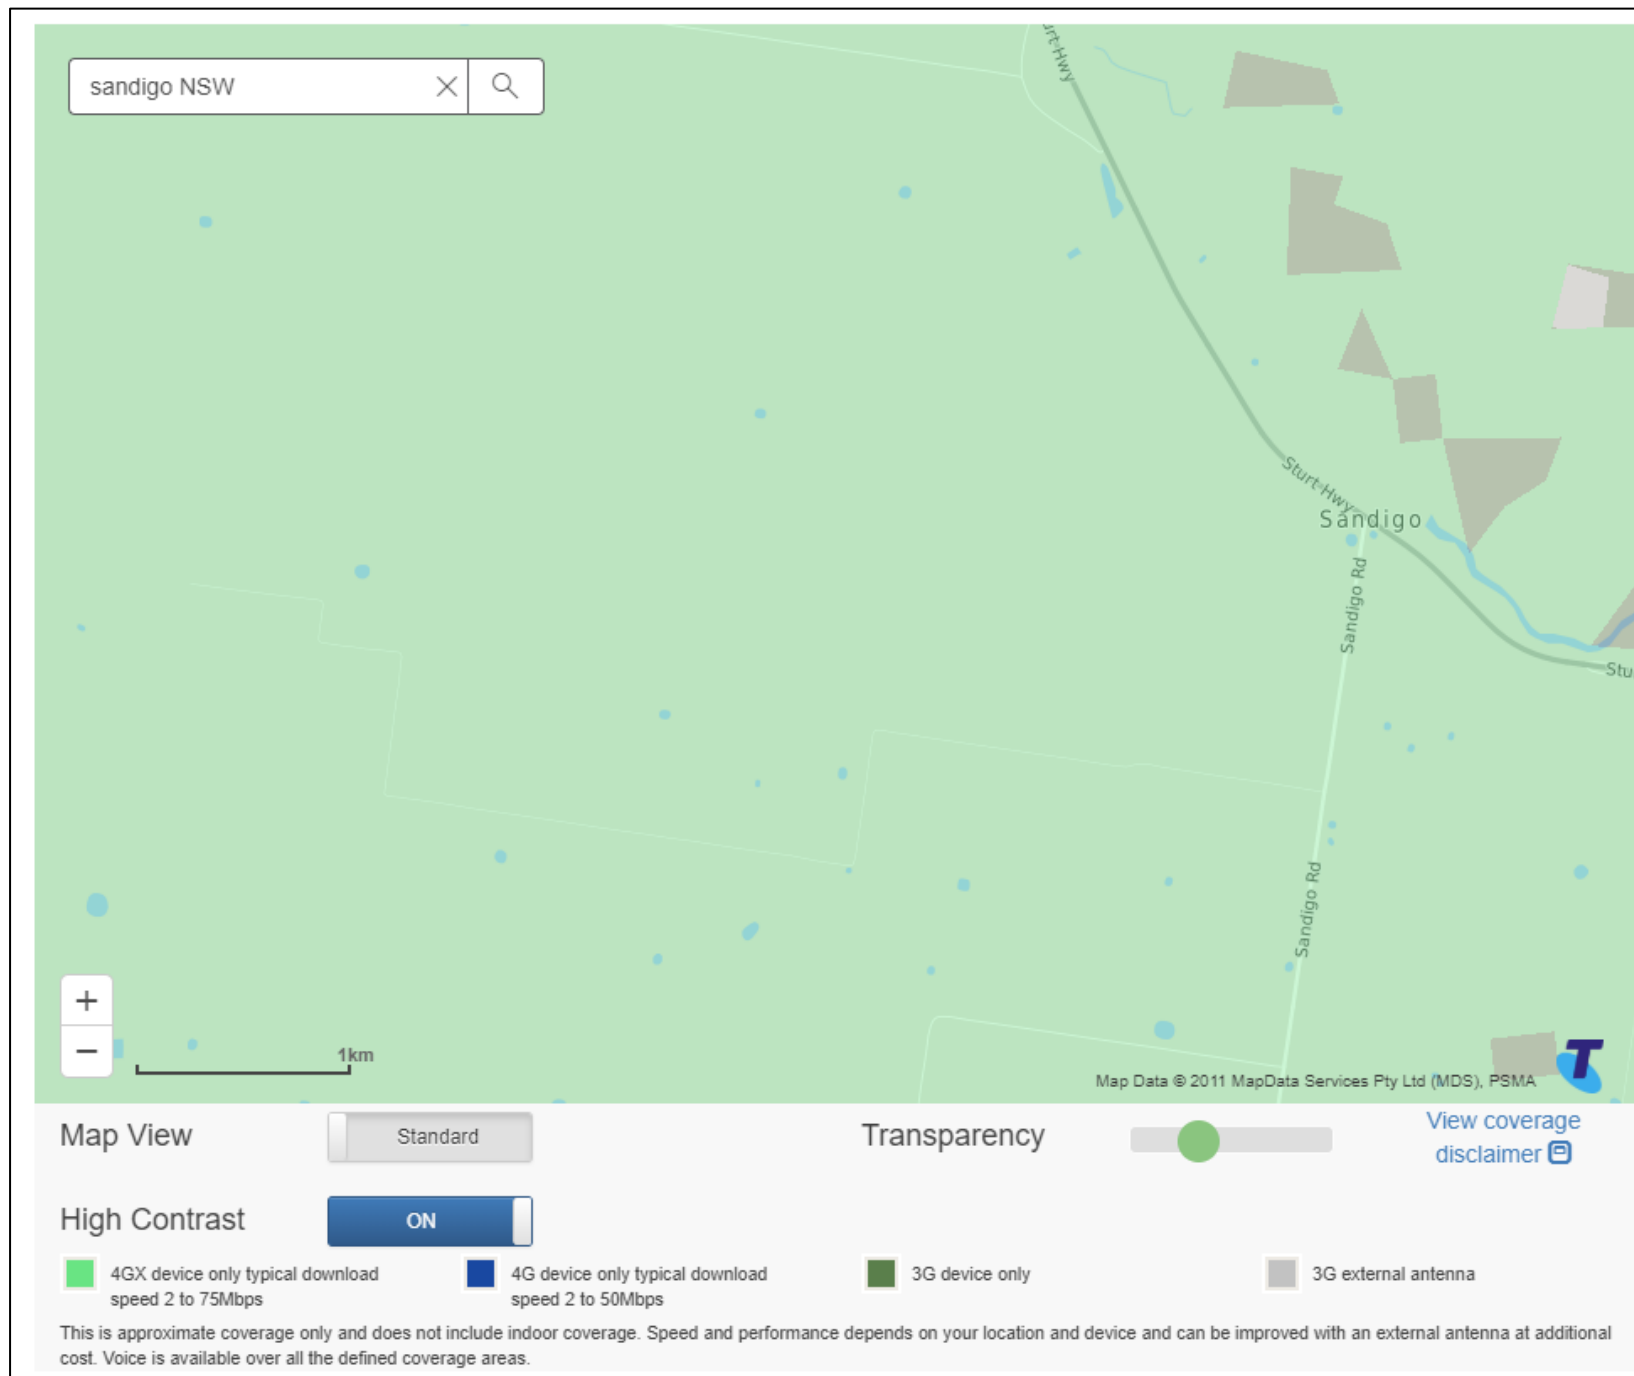 urt Hwy
sandigo NSW
Sturt Hwy
Sandigo
Sandigo Rd
Stu
Sandigo Rd
+
−
1km
Map Data © 2011 MapData Services Pty Ltd (MDS), PSMA
T
Map View
Standard
Transparency
View coverage
disclaimer
High Contrast
ON
4GX device only typical download
speed 2 to 75Mbps
4G device only typical download
speed 2 to 50Mbps
3G device only
3G external antenna
This is approximate coverage only and does not include indoor coverage. Speed and performance depends on your location and device and can be improved with an external antenna at additional
cost. Voice is available over all the defined coverage areas.